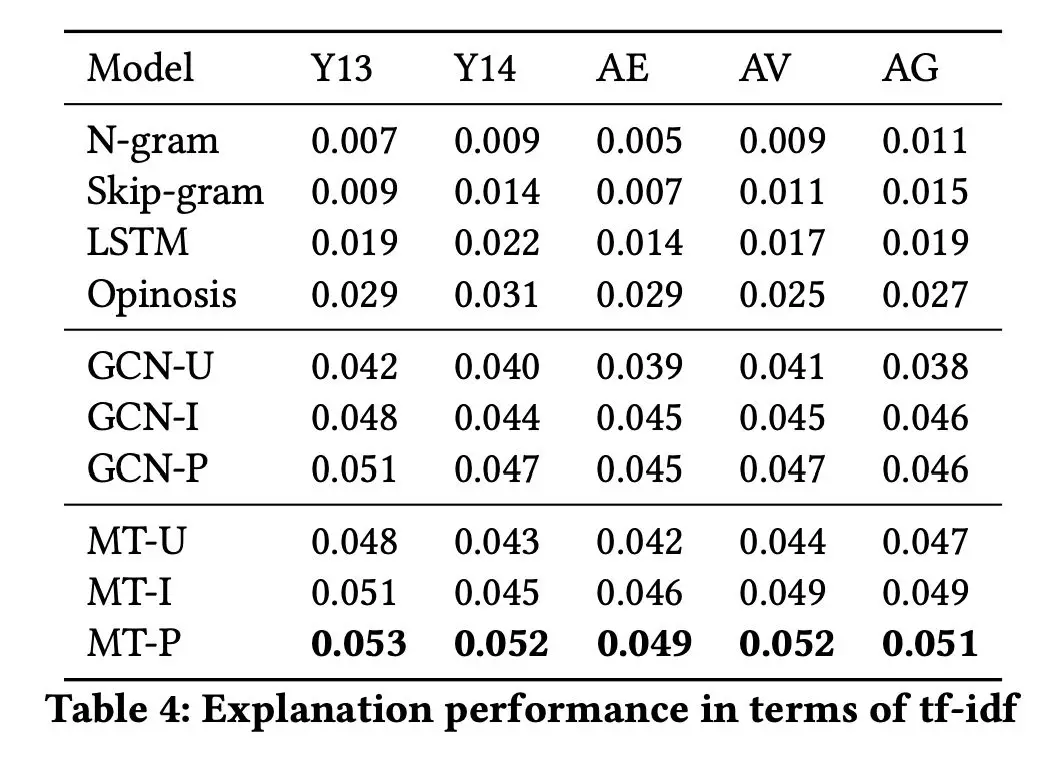 Model Y13 Y14 AE AV AG
N-gram 0.007 0.009 0.005 0.009 0.011
Skip-gram 0.009 0.014 0.007 0.011 0.015
LSTM 0.019 0.022 0.014 0.017 0.019
Opinosis 0.029 0.031 0.029 0.025 0.027
GCN-U 0.042 0.040 0.039 0.041 0.038
GCN-I 0.048 0.044 0.045 0.045 0.046
GCN-P 0.051 0.047 0.045 0.047 0.046
MT-U 0.048 0.043 0.042 0.044 0.047
MT-I 0.051 0.045 0.046 0.049 0.049
MT-P 0.053 0.052 0.049 0.052 0.051
Table 4: Explanation performance in terms of tf-idf